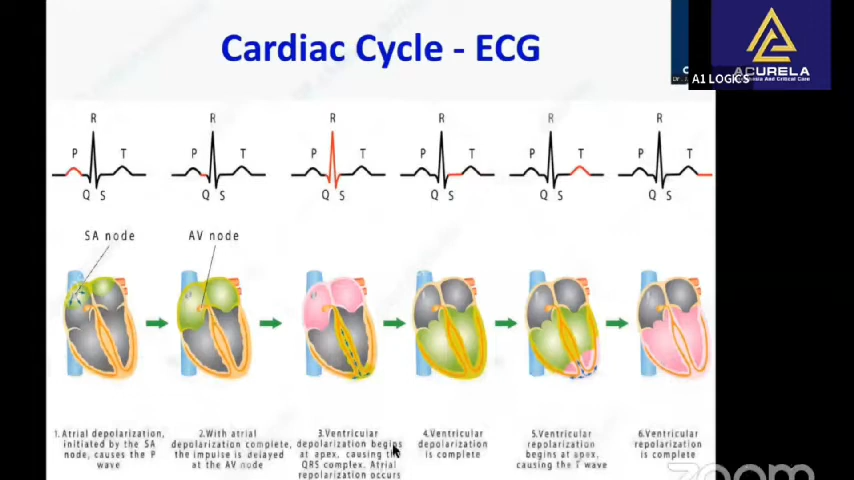 Cardiac Cycle - ECG
ACURELA
And Critical Care
A1 LOGICS
R
R
R
R
R
R
P
T
P
T
P
T
P
T
P
T
P
T
Q S
Q S
Q S
Q S
Q S
Q S
SA node
AV node
1.Atrial depolarization,
initiated by the SA
node, causes the P
wave
2.With atrial
depolarization complete,
the impulse is delayed
at the AV node
3.Ventricular
depolarization begins
at apex, causing the
QRS complex. Atrial
repolarization occurs
4.Ventricular
depolarization
is complete
5.Ventricular
repolarization
begins at apex,
causing the T wave
6.Ventricular
repolarization
is complete
zoom